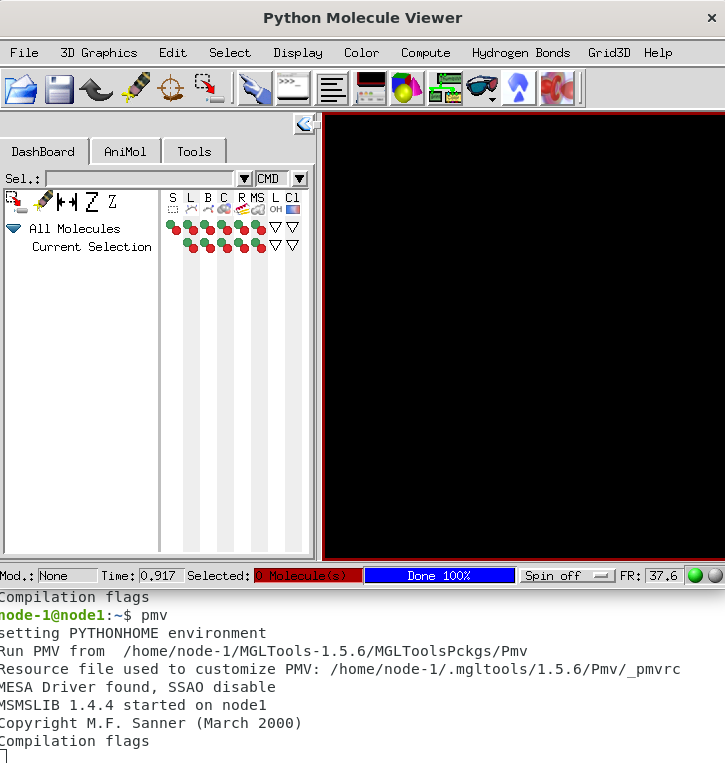 Python Molecule Viewer ×
File 3D Graphics Edit Select Display Color Compute Hydrogen Bonds Grid3D Help
>>>_
DashBoard AniMol Tools
Sel.: CMD
Z Z S L B C R MS L Cl
OH
All Molecules
Current Selection
Mod.: None Time: 0.917 Selected: 0 Molecule(s) Done 100% Spin off FR: 37.6
Compilation flags
node-1@node1:~$ pmv
setting PYTHONHOME environment
Run PMV from  /home/node-1/MGLTools-1.5.6/MGLToolsPckgs/Pmv
Resource file used to customize PMV: /home/node-1/.mgltools/1.5.6/Pmv/_pmvrc
MESA Driver found, SSAO disable
MSMSLIB 1.4.4 started on node1
Copyright M.F. Sanner (March 2000)
Compilation flags